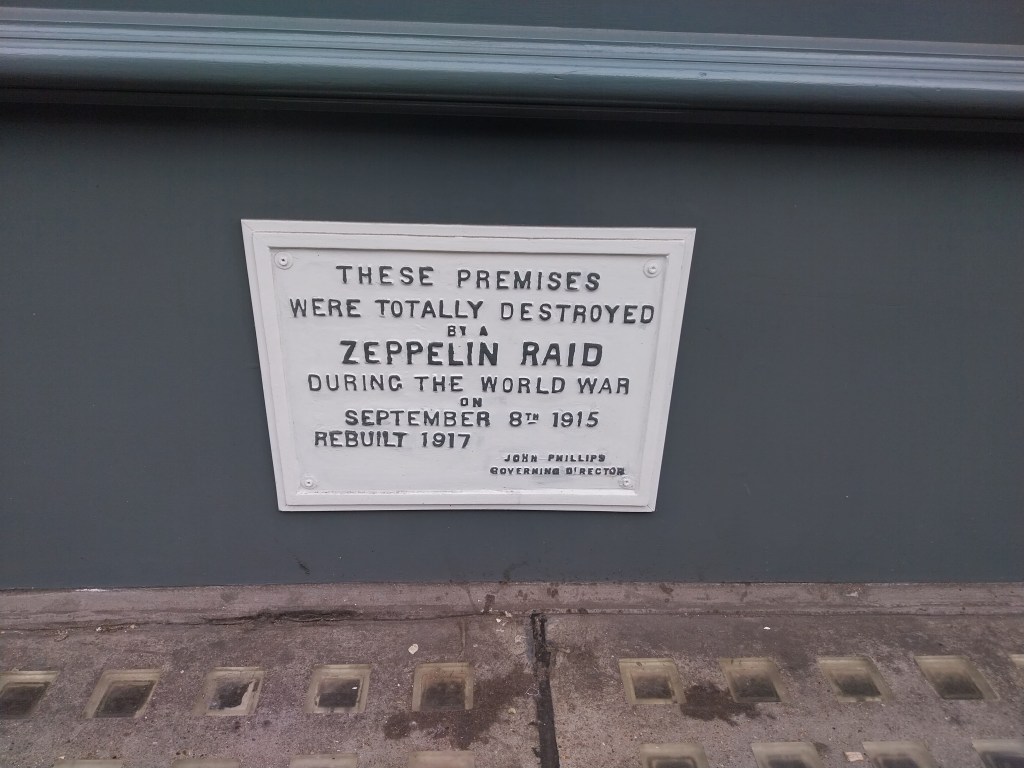 THESE PREMISES
WERE TOTALLY DESTROYED
BY A
ZEPPELIN RAID
DURING THE WORLD WAR
ON
SEPTEMBER 8TH 1915
REBUILT 1917
JOHN PHILLIPS
GOVERNING DIRECTOR